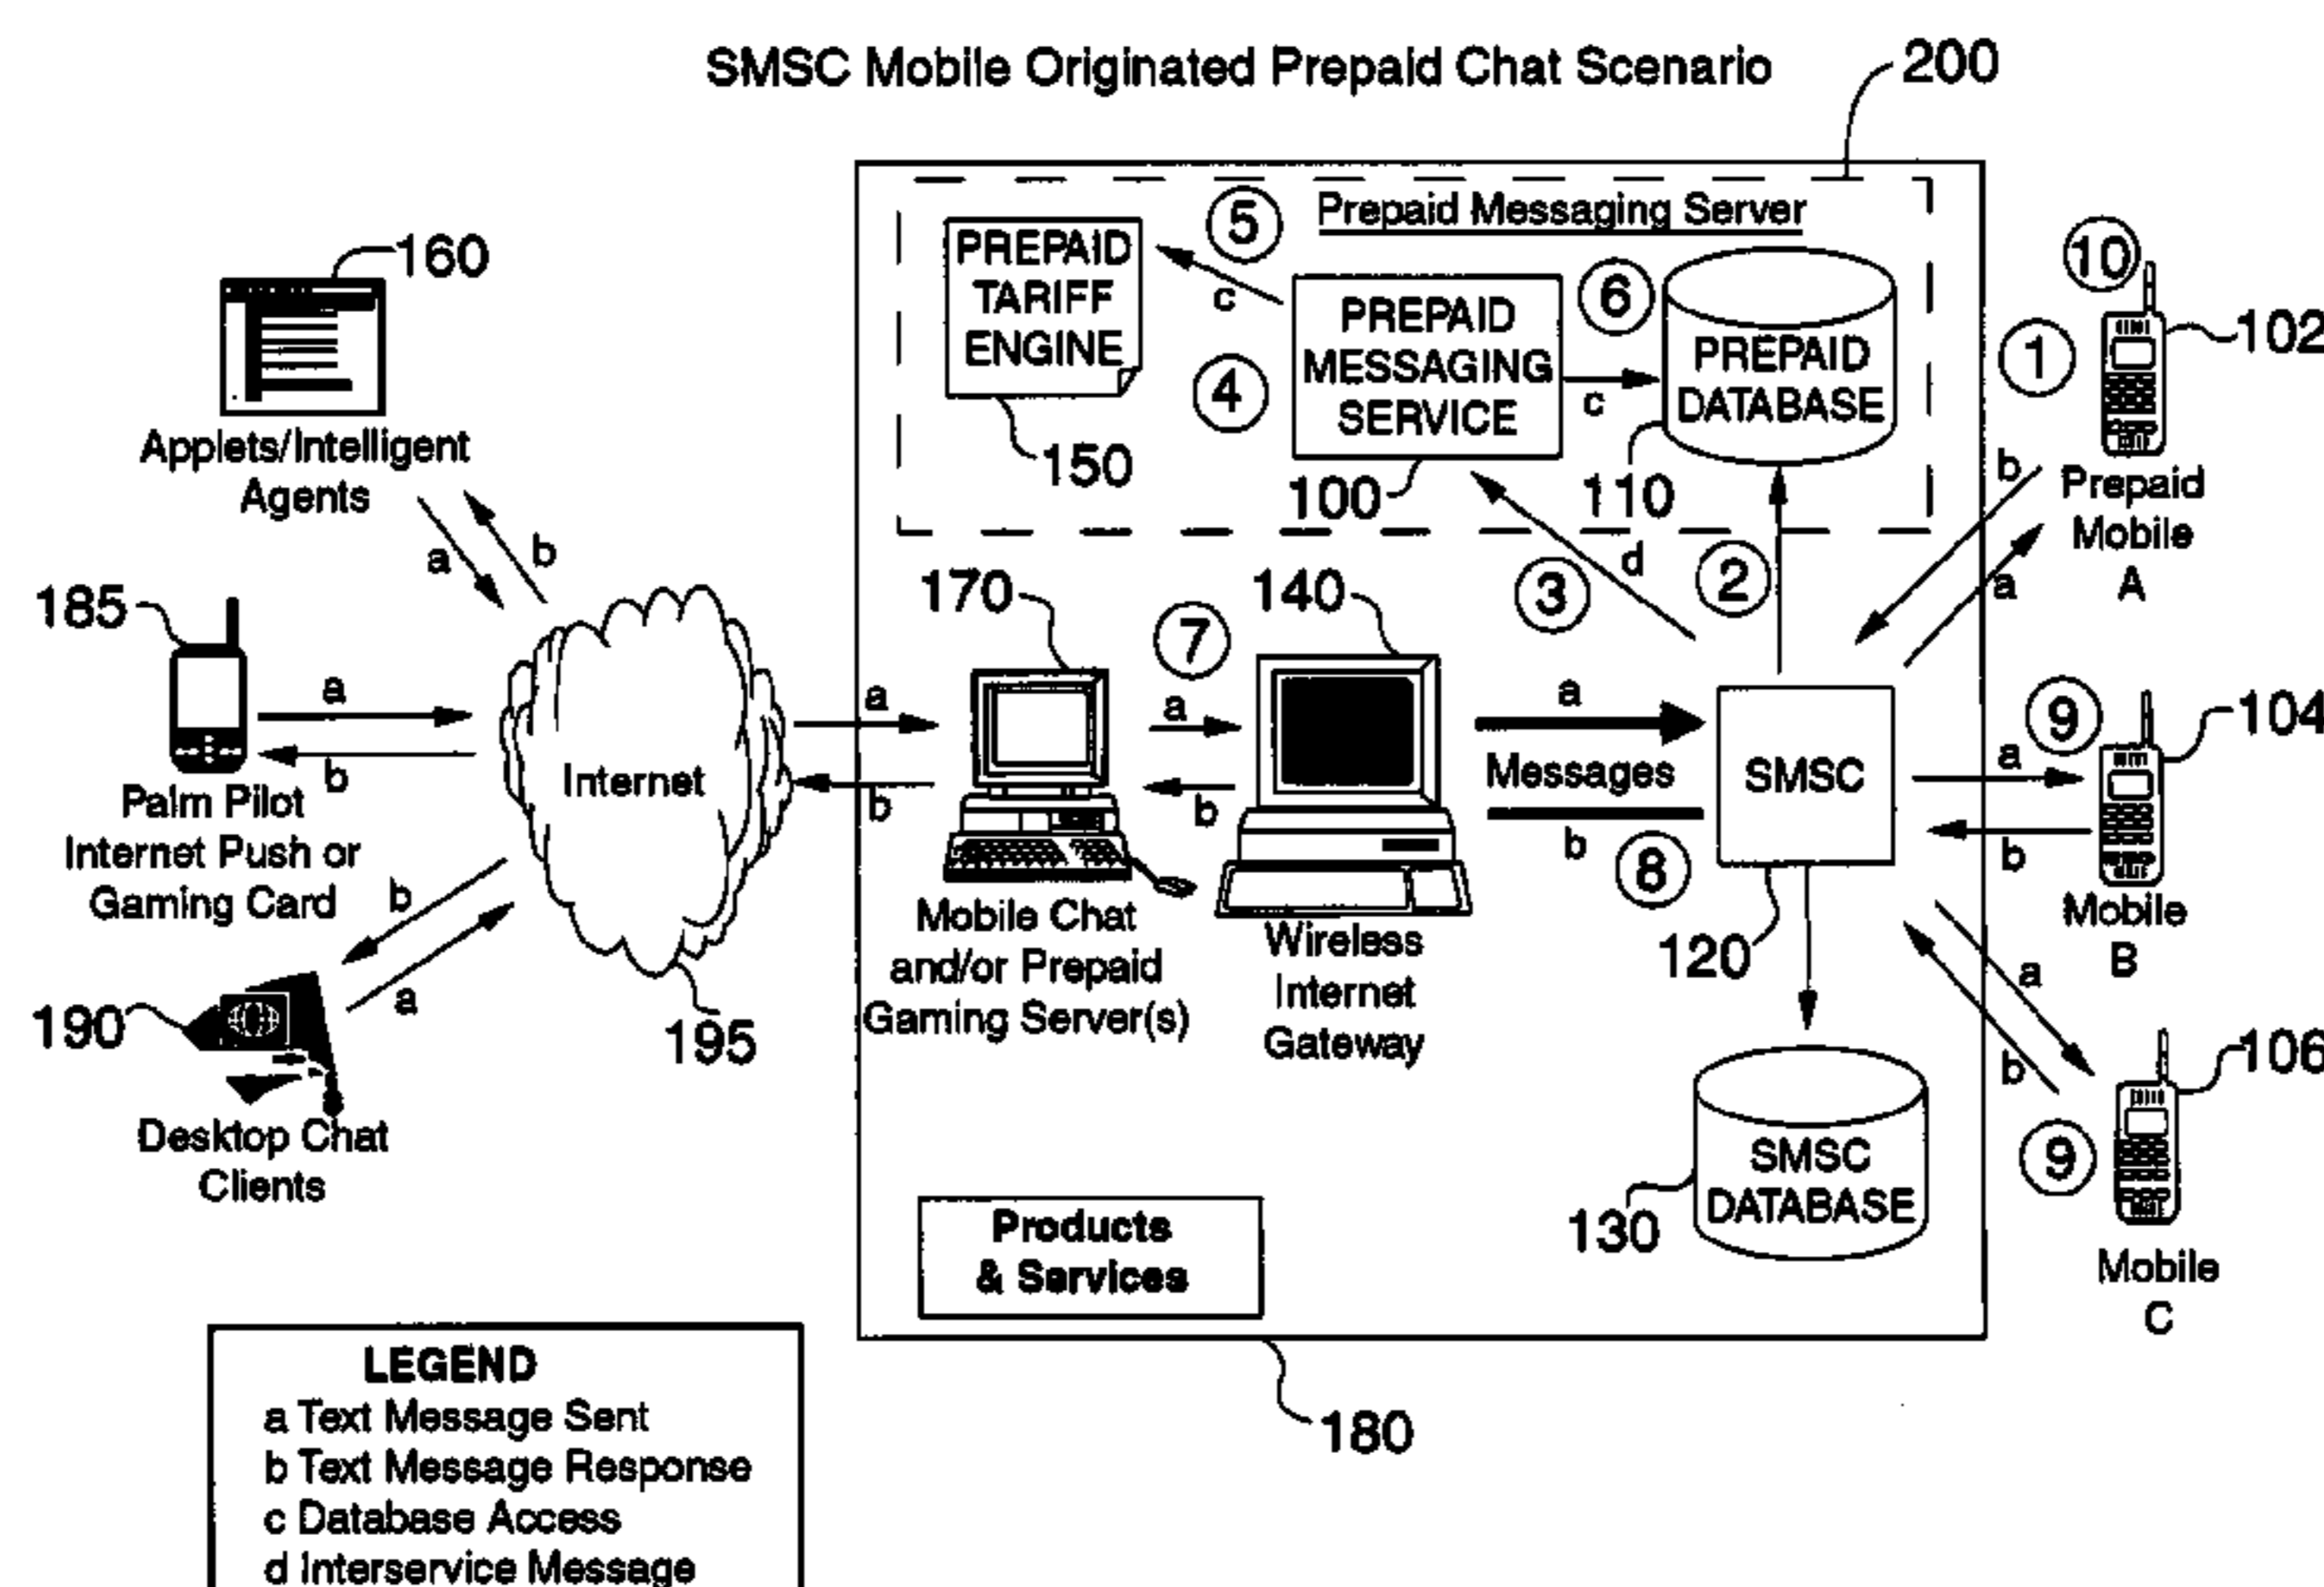 SMSC Mobile Originated Prepaid Chat Scenario
200
Prepaid Messaging Server
5
PREPAID
TARIFF
ENGINE
c
4
150
PREPAID
MESSAGING
SERVICE
100
6
c
PREPAID
DATABASE
110
10
1
102
Prepaid
Mobile
A
b
a
160
Applets/Intelligent
Agents
a
b
185
a
b
Palm Pilot
Internet Push or
Gaming Card
b
a
190
Desktop Chat
Clients
Internet
195
a
b
170
Mobile Chat
and/or Prepaid
Gaming Server(s)
7
a
b
140
Wireless
Internet
Gateway
3
d
2
a
Messages
b
8
SMSC
120
9
a
b
104
Mobile
B
a
b
9
106
Mobile
C
SMSC
DATABASE
130
Products
& Services
180
LEGEND
a Text Message Sent
b Text Message Response
c Database Access
d Interservice Message